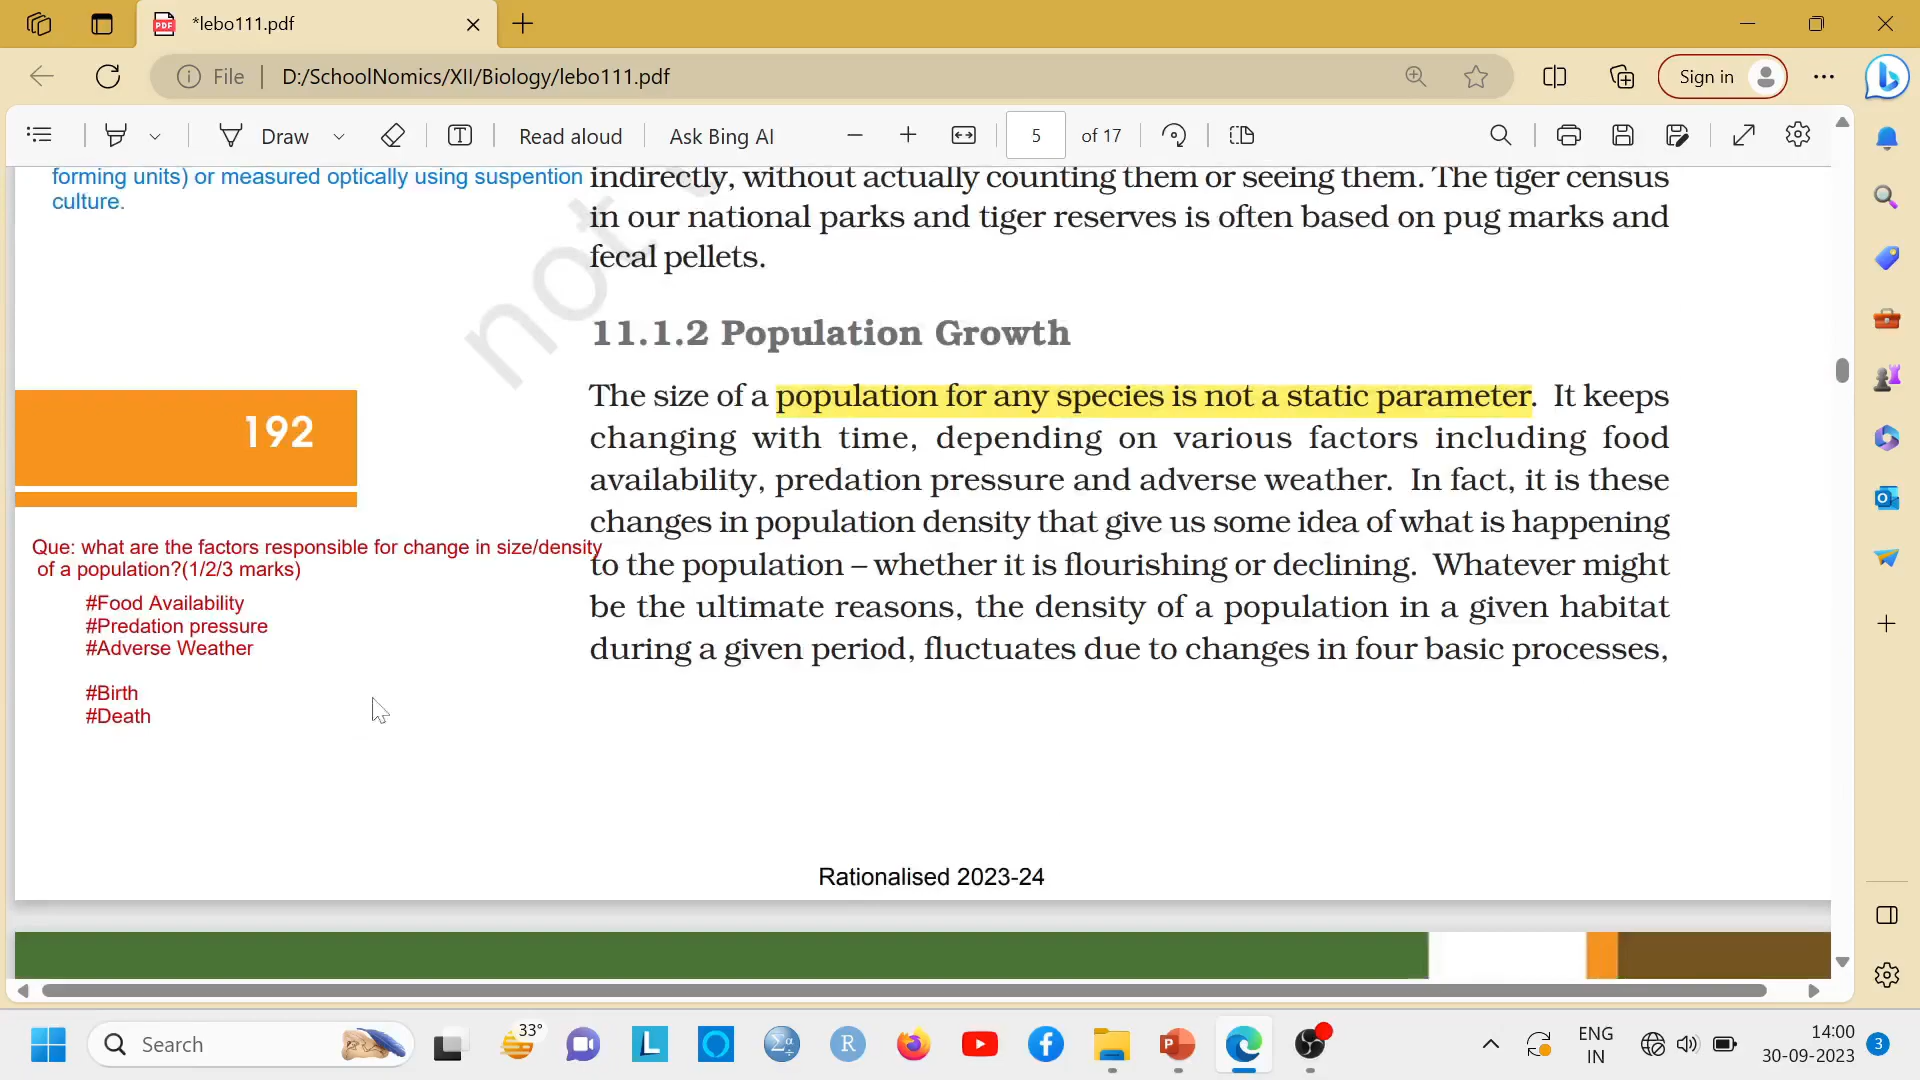 *lebo111.pdf
File
D:/SchoolNomics/XII/Biology/lebo111.pdf
Sign in
Draw
Read aloud
Ask Bing AI
5
of 17
forming units) or measured optically using suspension
culture.
indirectly, without actually counting them or seeing them. The tiger census
in our national parks and tiger reserves is often based on pug marks and
fecal pellets.
not
11.1.2 Population Growth
The size of a population for any species is not a static parameter. It keeps
changing with time, depending on various factors including food
availability, predation pressure and adverse weather. In fact, it is these
changes in population density that give us some idea of what is happening
to the population – whether it is flourishing or declining. Whatever might
be the ultimate reasons, the density of a population in a given habitat
during a given period, fluctuates due to changes in four basic processes,
192
Que: what are the factors responsible for change in size/density
of a population?(1/2/3 marks)
#Food Availability
#Predation pressure
#Adverse Weather
#Birth
#Death
Rationalised 2023-24
Search
33°
ENG
IN
14:00
30-09-2023
3